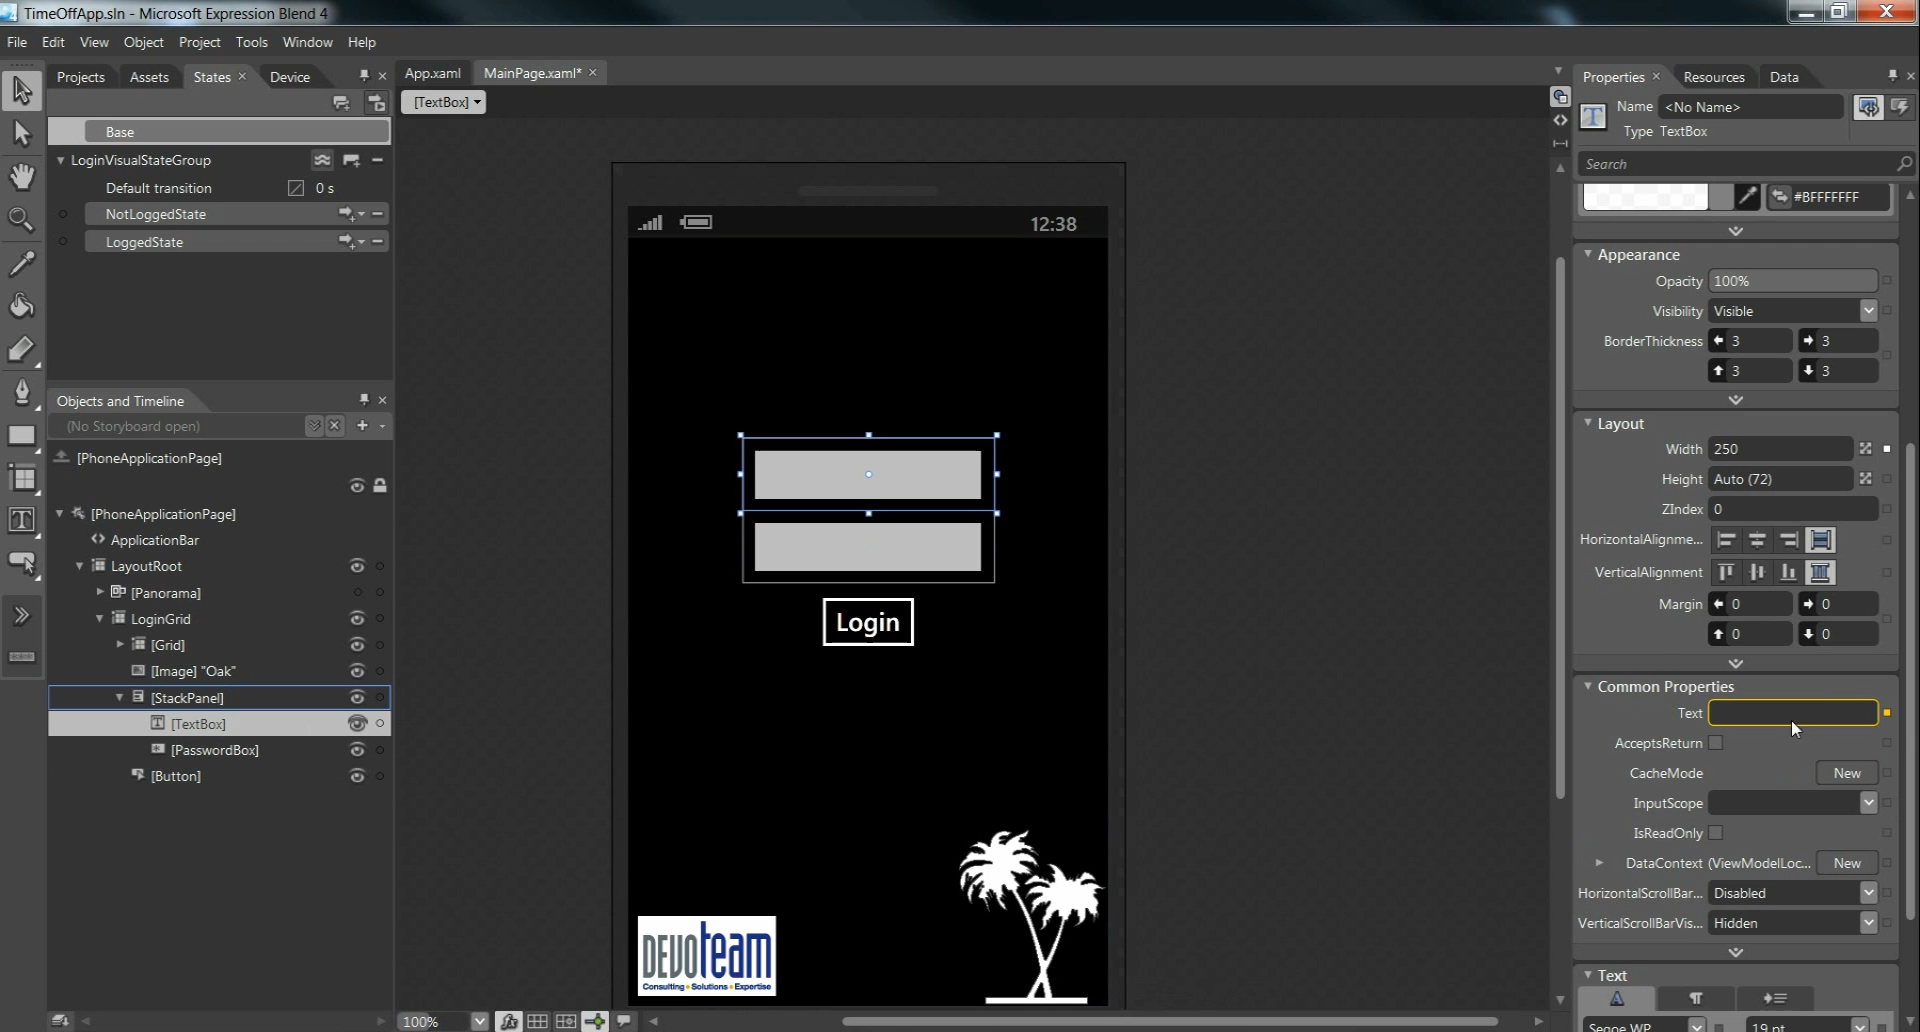 TimeOffApp.sln - Microsoft Expression Blend 4
File Edit View Object Project Tools Window Help
Projects Assets States Device
Base
LoginVisualStateGroup
Default transition 0 s
NotLoggedState
LoggedState
Objects and Timeline
(No Storyboard open)
[PhoneApplicationPage]
[PhoneApplicationPage]
ApplicationBar
LayoutRoot
[Panorama]
LoginGrid
[Grid]
[Image] "Oak"
[StackPanel]
[TextBox]
[PasswordBox]
[Button]
App.xaml MainPage.xaml*
[TextBox]
12:38
Login
DEVOteam
Consulting • Solutions • Expertise
100%
Properties Resources Data
Name <No Name>
Type TextBox
Search
#BFFFFFFF
Appearance
Opacity 100%
Visibility Visible
BorderThickness 3 3
3 3
Layout
Width 250
Height Auto (72)
ZIndex 0
HorizontalAlignme...
VerticalAlignment
Margin 0 0
0 0
Common Properties
Text
AcceptsReturn
CacheMode New
InputScope
IsReadOnly
DataContext (ViewModelLoc... New
HorizontalScrollBar... Disabled
VerticalScrollBarVis... Hidden
Text
Segoe WP 19 pt